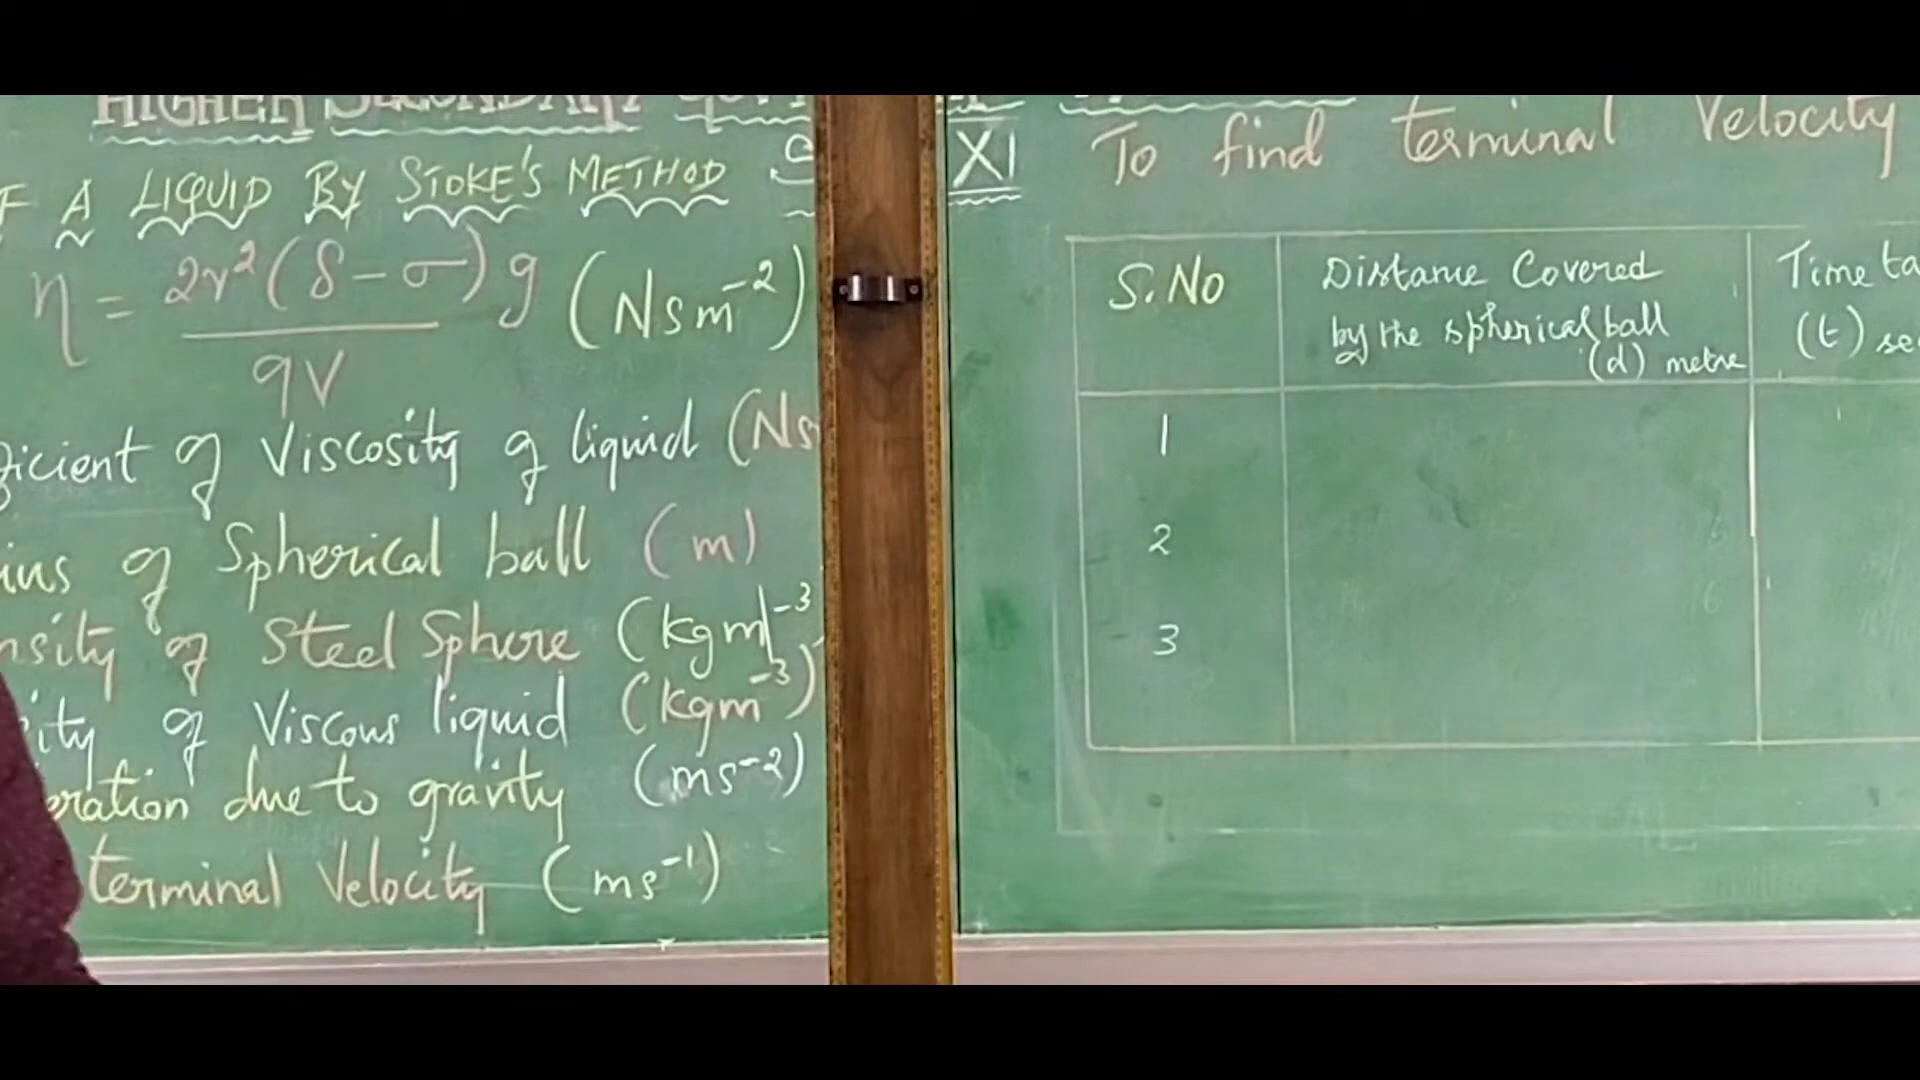 HIGHER SECONDARY
F A LIQUID BY STOKE'S METHOD
η = 2r²(δ-σ)g / 9V (Nsm⁻²)
ficient of Viscosity of liquid (Ns
ius of Spherical ball (m)
nsity of Steel Sphere (kgm⁻³
ity of Viscous liquid (kgm⁻³)
eration due to gravity (ms⁻²)
terminal Velocity (ms⁻¹)
XI
To find terminal Velocity
S.No
Distance Covered
by the spherical ball
(d) metre
Time ta
(t) se
1
2
3